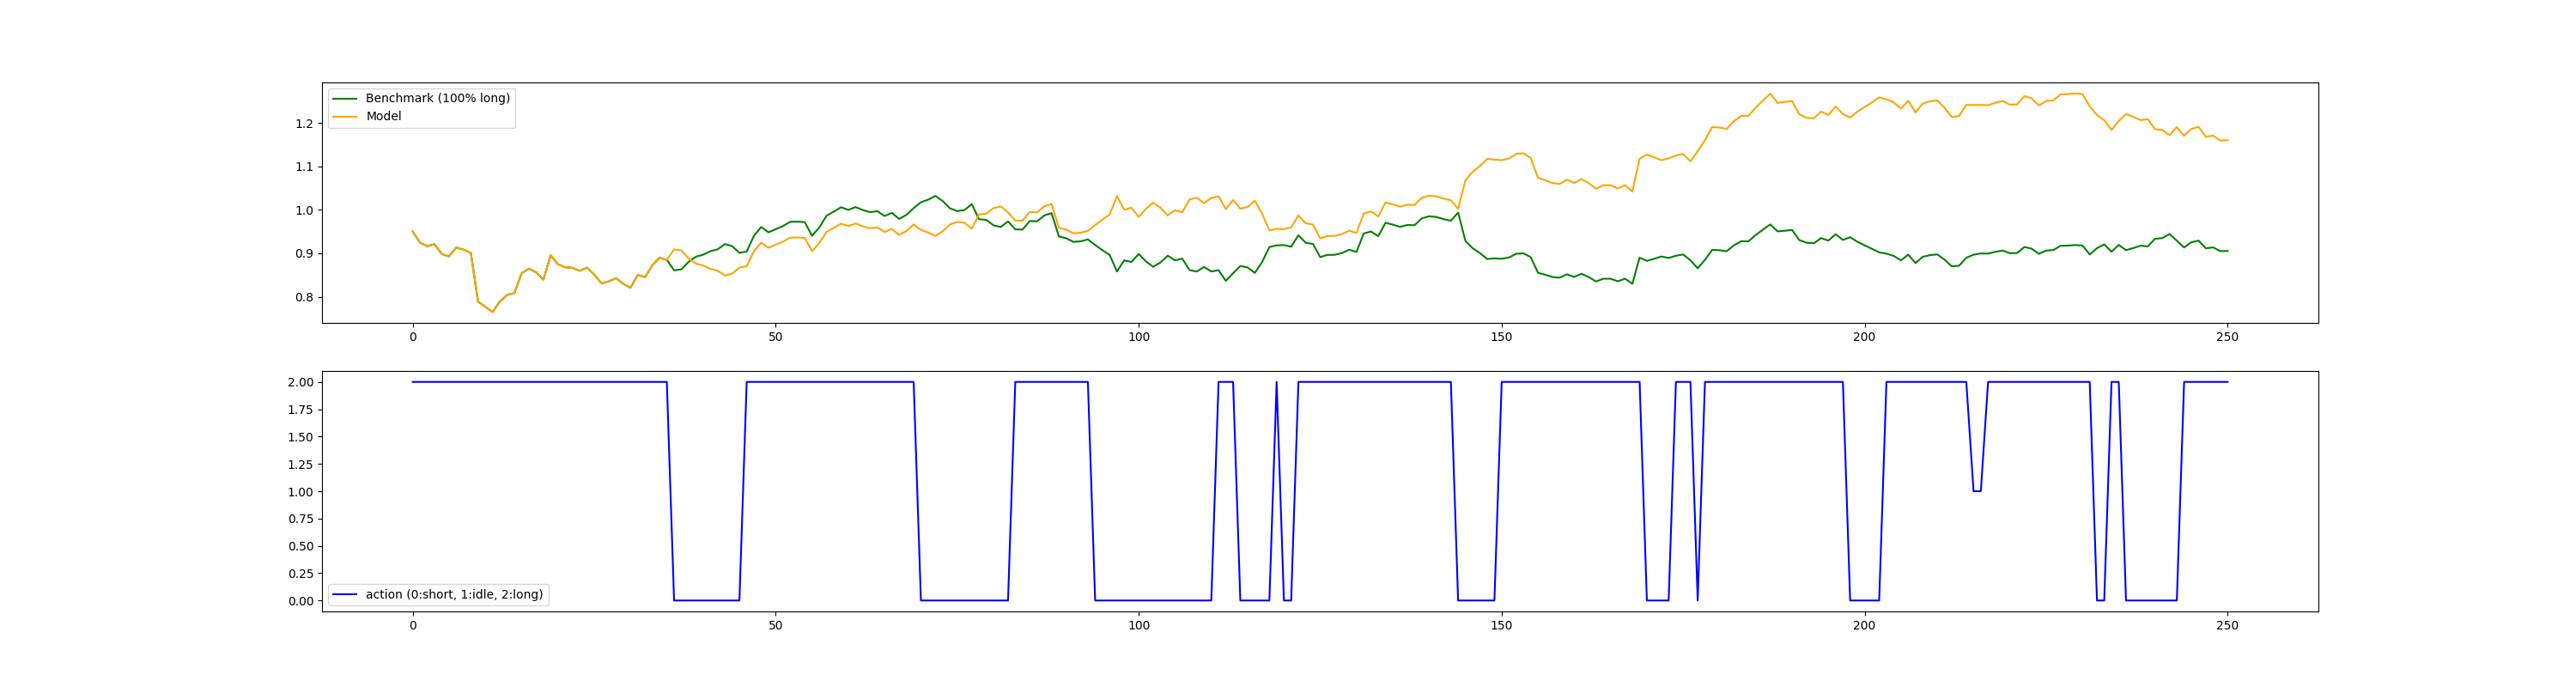 Benchmark (100% long)
Model
1.2
1.1
1.0
0.9
0.8
0 50 100 150 200 250
2.00
1.75
1.50
1.25
1.00
0.75
0.50
0.25
0.00
action (0:short, 1:idle, 2:long)
0 50 100 150 200 250